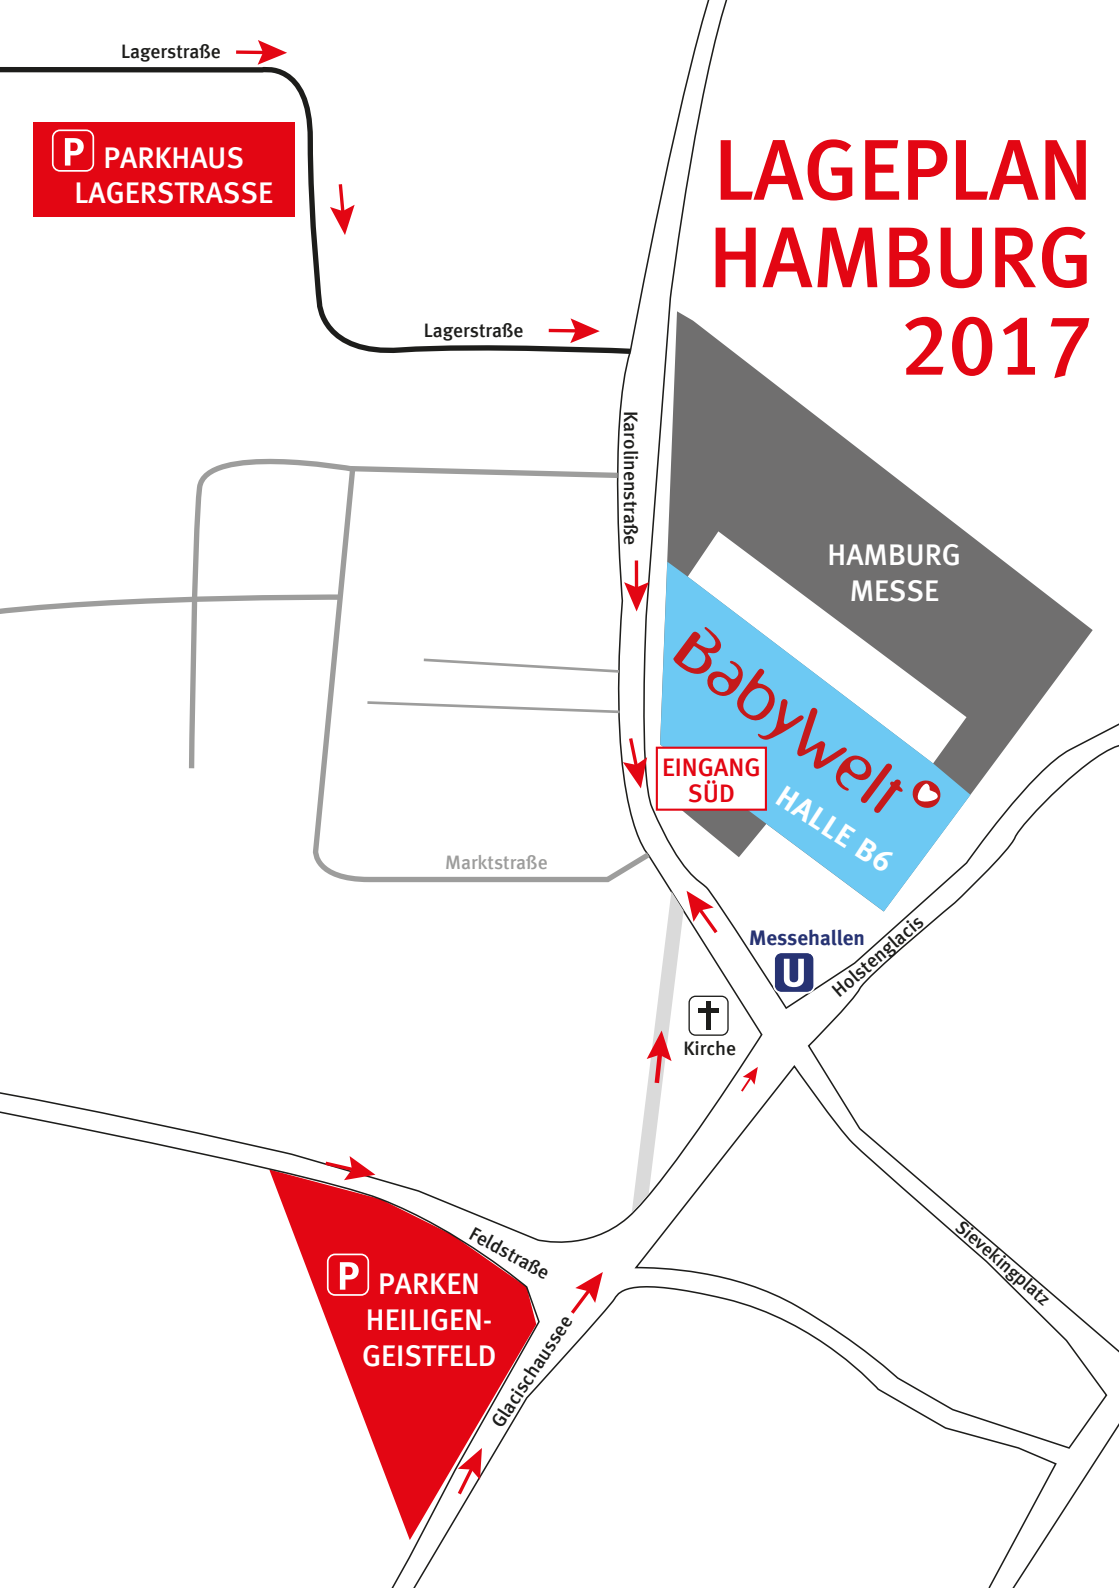 Lagerstraße
P PARKHAUS
LAGERSTRASSE
LAGEPLAN
HAMBURG
2017
Lagerstraße
Karolinenstraße
HAMBURG
MESSE
BabyWelt
EINGANG
SÜD
HALLE B6
Marktstraße
Messehallen
U
Holstenglacis
Kirche
Feldstraße
Sievekingplatz
P PARKEN
HEILIGEN-
GEISTFELD
Glacischaussee